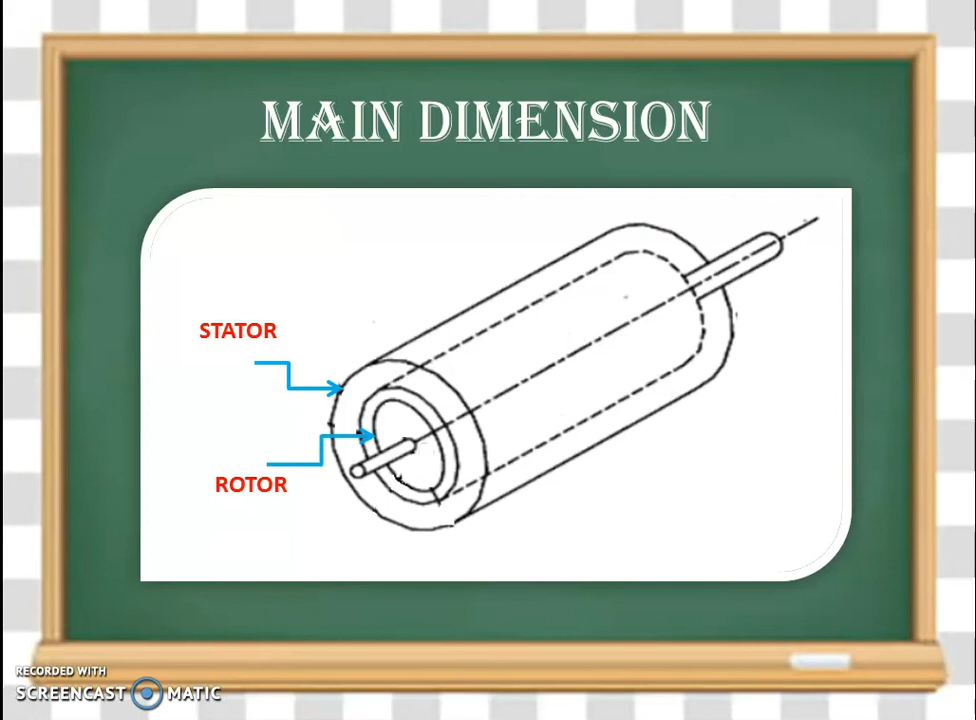 MAIN DIMENSION
STATOR
ROTOR
RECORDED WITH
SCREENCAST MATIC